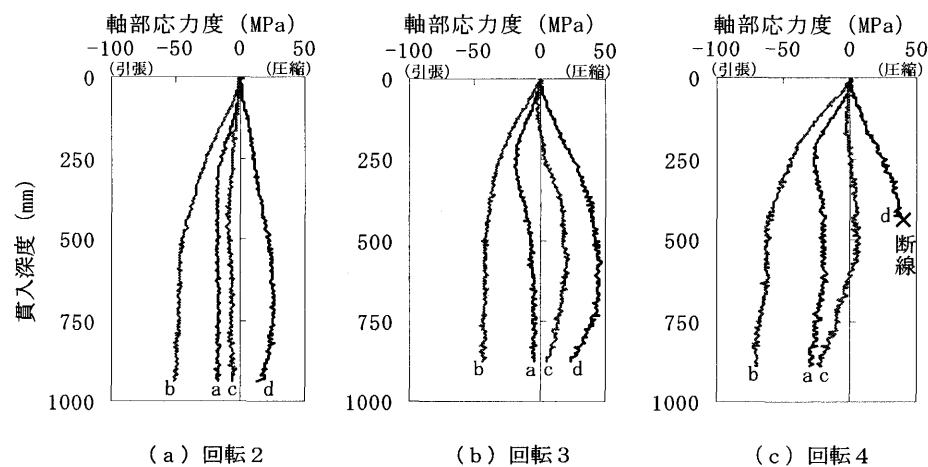 軸部応力度 (MPa)
-100 -50 0 50
(引張) (圧縮)
軸部応力度 (MPa)
-100 -50 0 50
(引張) (圧縮)
軸部応力度 (MPa)
-100 -50 0 50
(引張) (圧縮)
貫入深度 (mm)
0
250
500
750
1000
b a c d
0
250
500
750
1000
b a c d
0
250
500
750
1000
d
断線
b a c
(a) 回転2
(b) 回転3
(c) 回転4